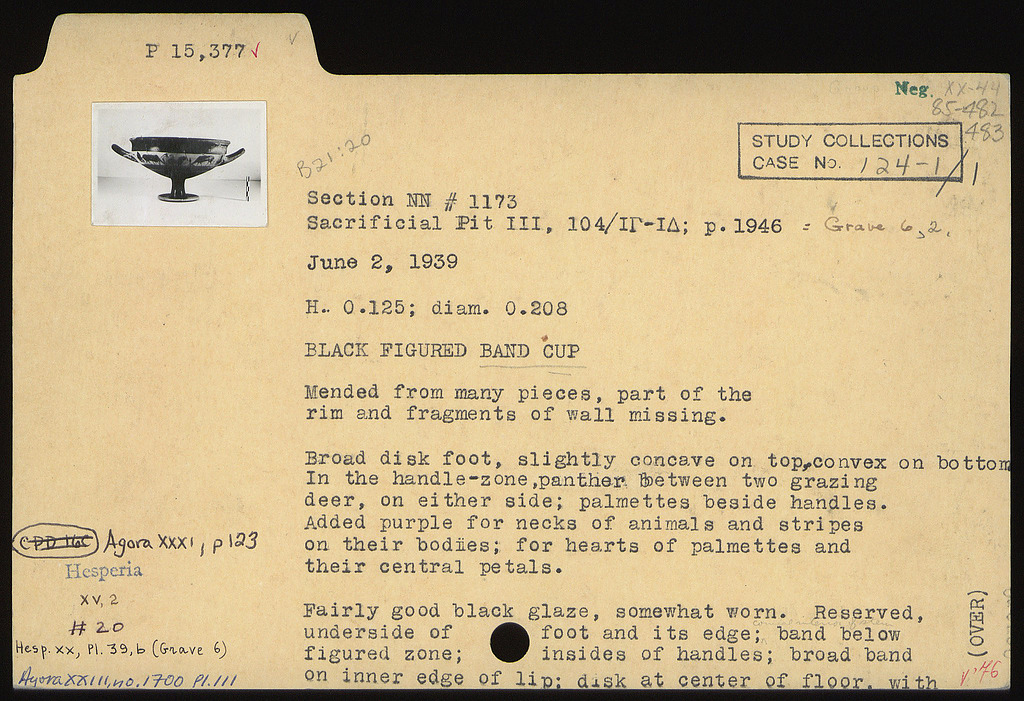 P 15,377 ✓
✓
Neg. XX-44
85-482
483
STUDY COLLECTIONS
CASE No. 124-1/1
B21:20
Section NN # 1173
Sacrificial Pit III, 104/ΙΓ-ΙΔ; p.1946 = Grave 6, 2.
June 2, 1939
H.. 0.125; diam. 0.208
BLACK FIGURED BAND CUP
Mended from many pieces, part of the
rim and fragments of wall missing.
Broad disk foot, slightly concave on top,convex on bottom
In the handle-zone,panther between two grazing
deer, on either side; palmettes beside handles.
Added purple for necks of animals and stripes
on their bodies; for hearts of palmettes and
their central petals.
Fairly good black glaze, somewhat worn. Reserved,
underside of foot and its edge; band below
figured zone; insides of handles; broad band
on inner edge of lip; disk at center of floor, with
Agora XXXI, p 123
Hesperia
XV, 2
# 20
Hesp. XX, Pl. 39,b (Grave 6)
Agora XXIII, no. 1700 Pl. 111
(OVER)
V.'76